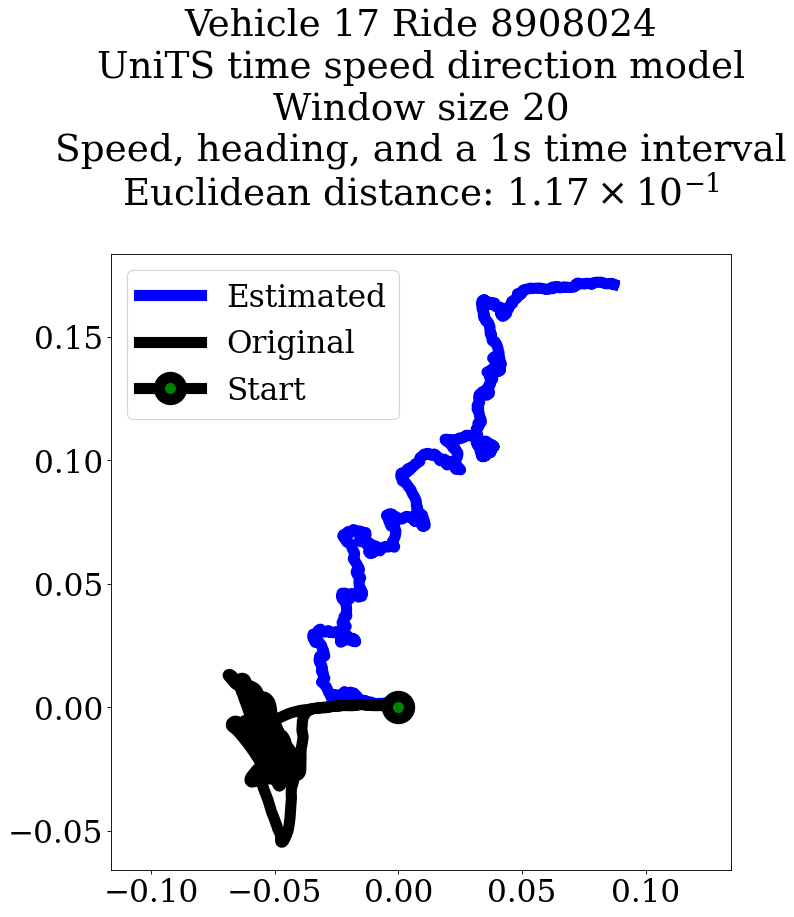 Vehicle 17 Ride 8908024
UniTS time speed direction model
Window size 20
Speed, heading, and a 1s time interval
Euclidean distance: 1.17 × 10⁻¹
Estimated
Original
Start
0.15
0.10
0.05
0.00
−0.05
−0.10
−0.05
0.00
0.05
0.10